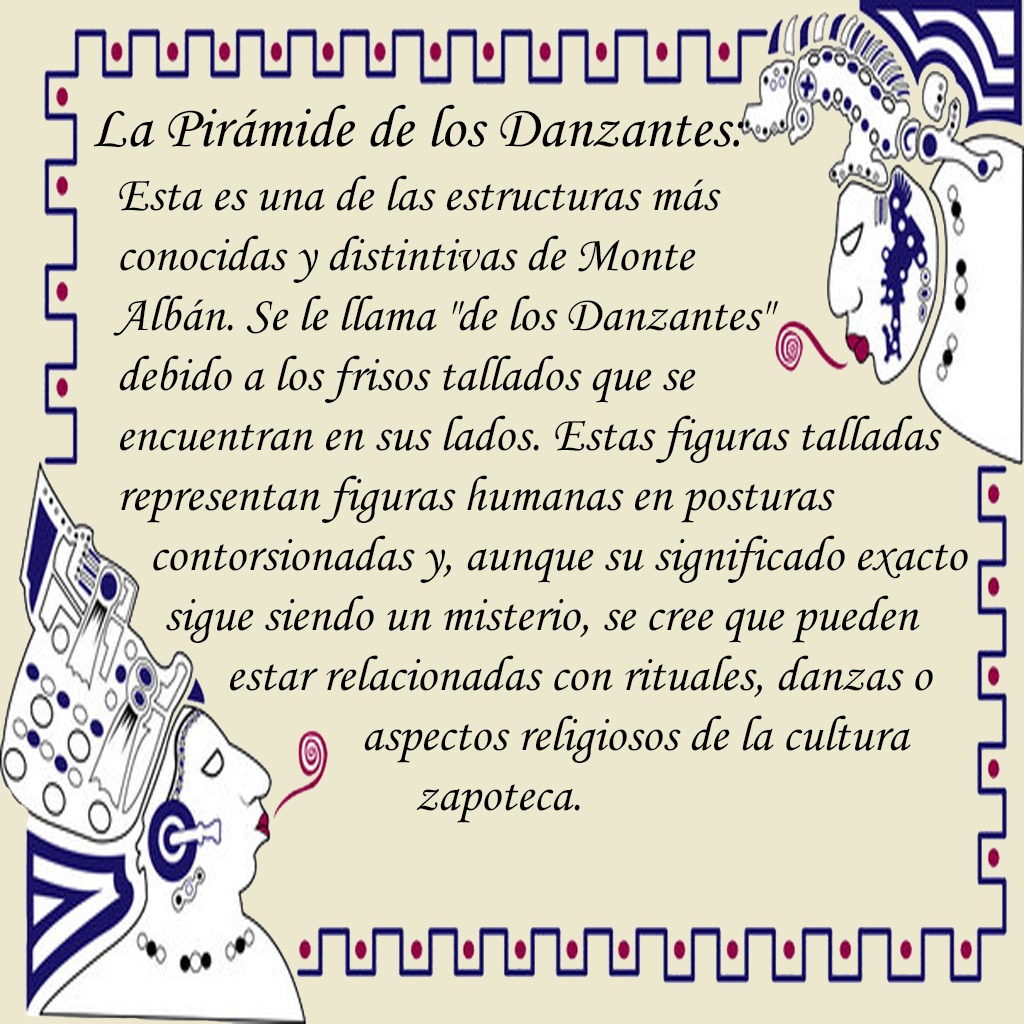 La Pirámide de los Danzantes:
Esta es una de las estructuras más
conocidas y distintivas de Monte
Albán. Se le llama "de los Danzantes"
debido a los frisos tallados que se
encuentran en sus lados. Estas figuras talladas
representan figuras humanas en posturas
contorsionadas y, aunque su significado exacto
sigue siendo un misterio, se cree que pueden
estar relacionadas con rituales, danzas o
aspectos religiosos de la cultura
zapoteca.